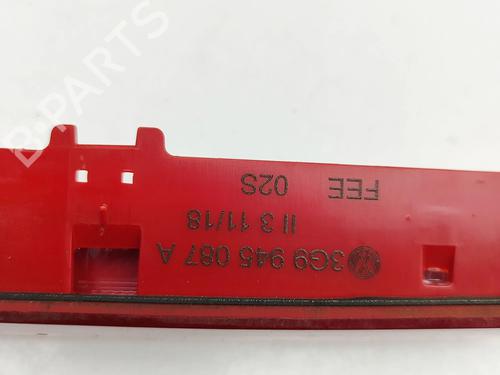 3G9 945 087 A
II 3 11/18
02S FEE
B-PARTS